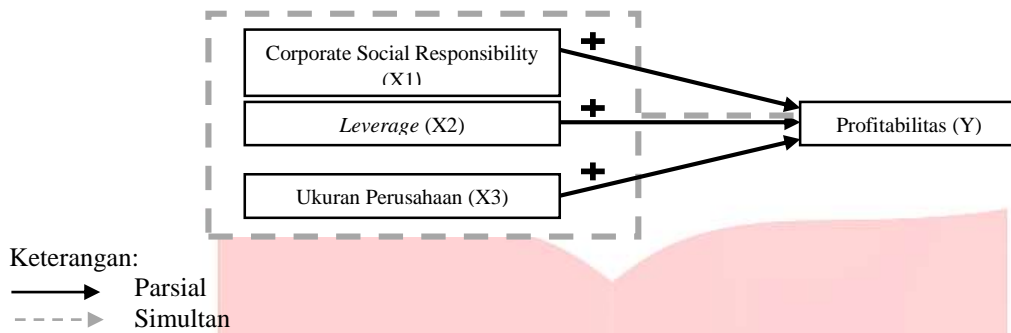 Corporate Social Responsibility
(X1)
+
Leverage (X2)
+
Ukuran Perusahaan (X3)
+
Profitabilitas (Y)
Keterangan:
Parsial
Simultan